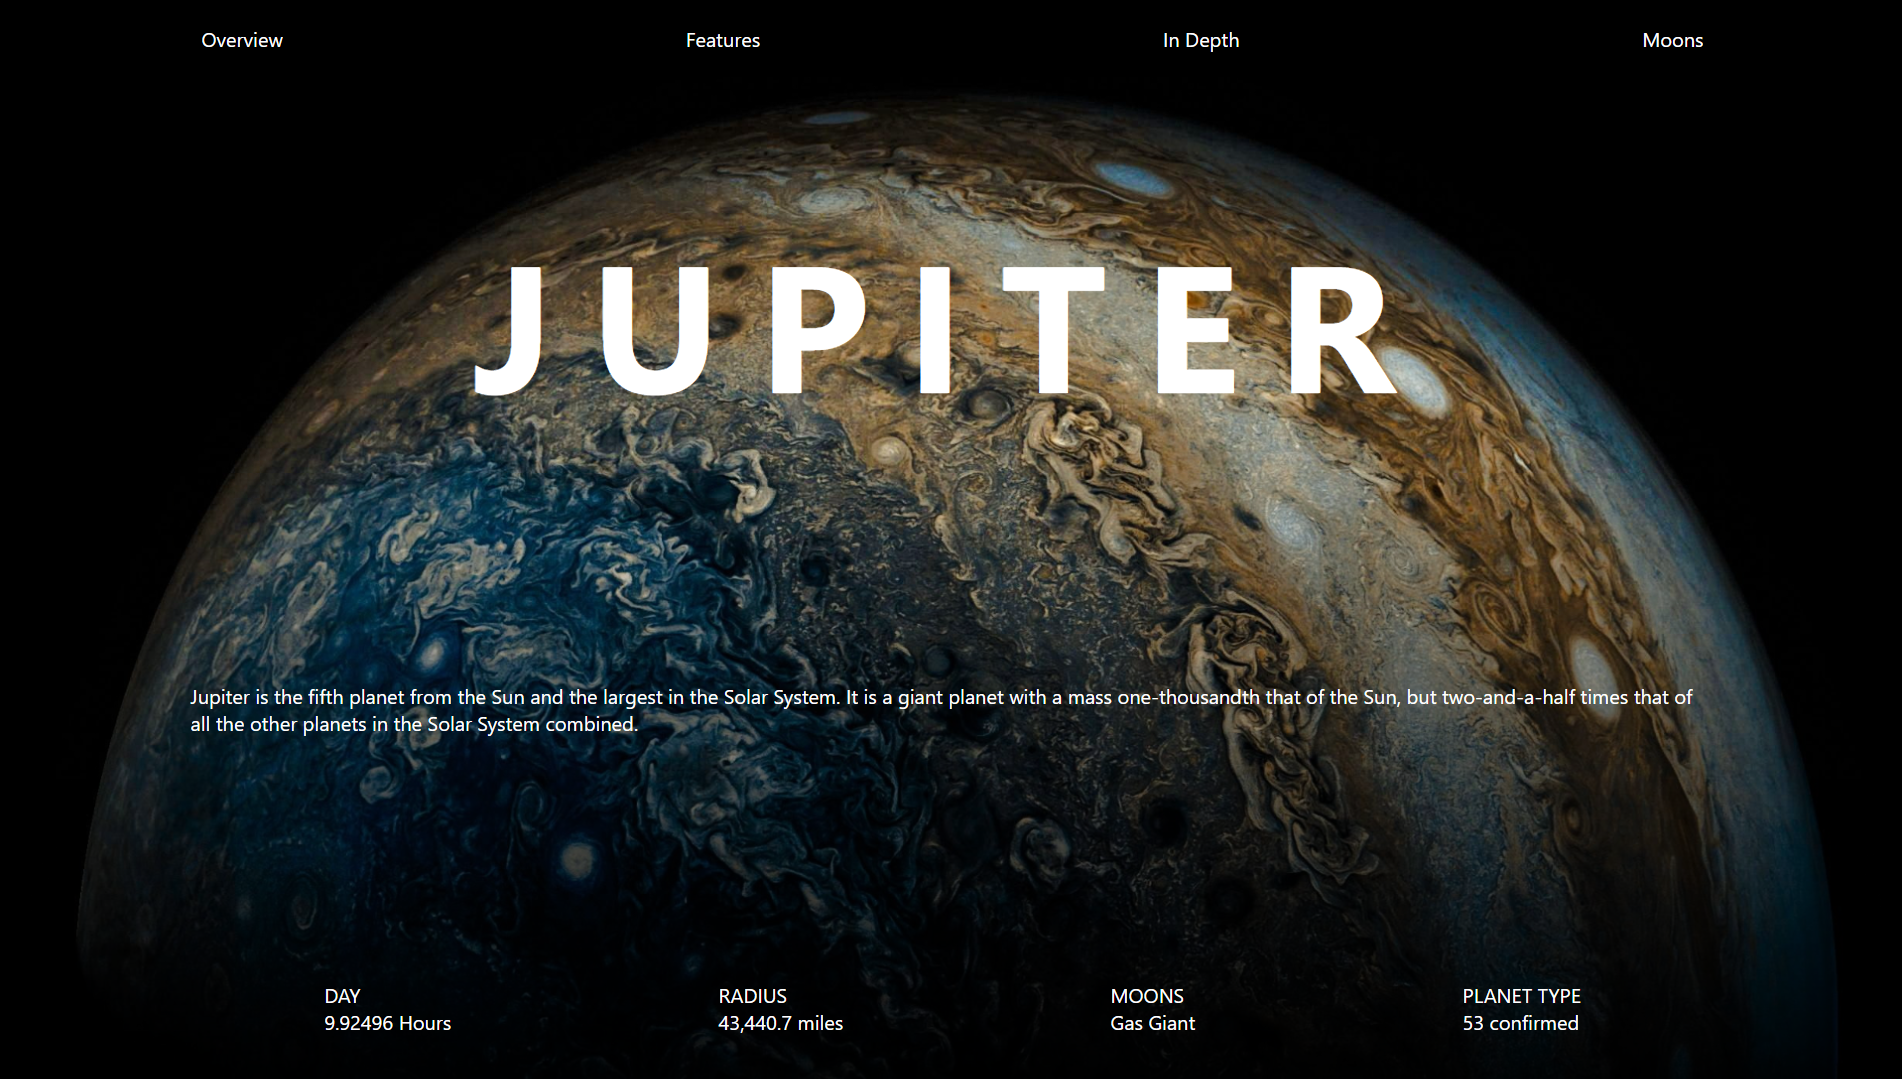 Overview
Features
In Depth
Moons
JUPITER
Jupiter is the fifth planet from the Sun and the largest in the Solar System. It is a giant planet with a mass one-thousandth that of the Sun, but two-and-a-half times that of
all the other planets in the Solar System combined.
DAY
9.92496 Hours
RADIUS
43,440.7 miles
MOONS
Gas Giant
PLANET TYPE
53 confirmed